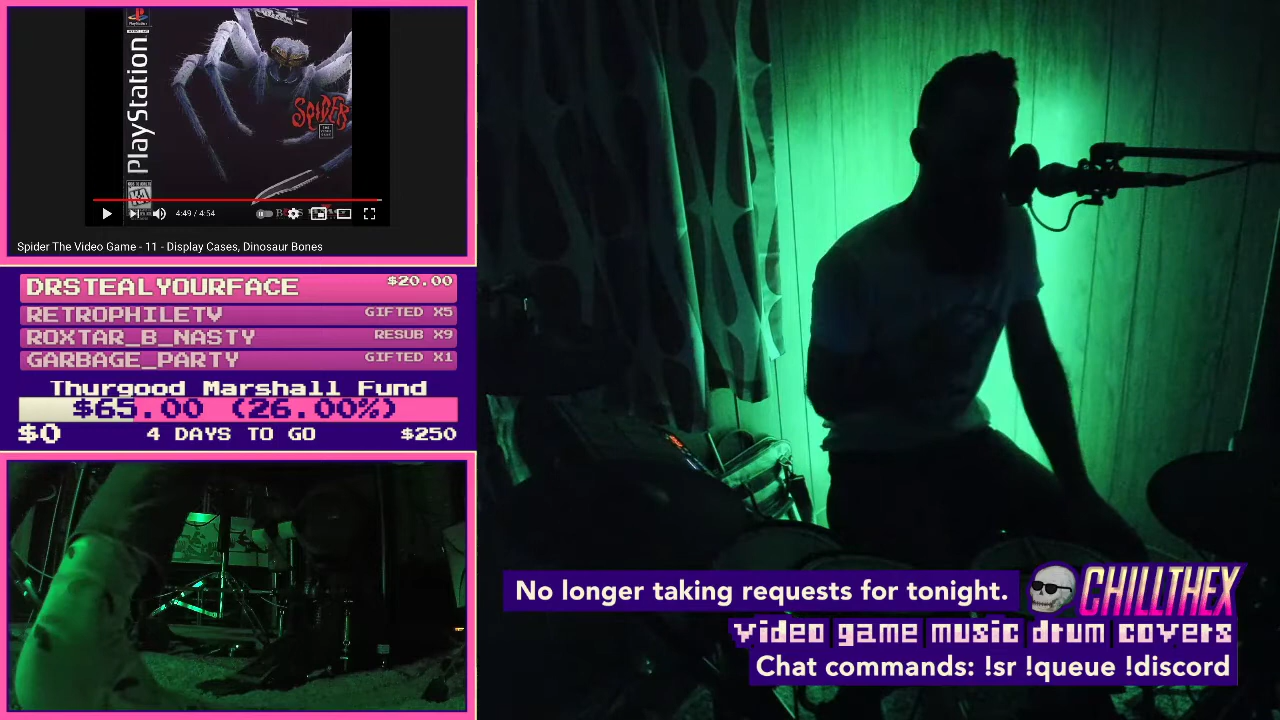 PlayStation
SPIDER
4:49 / 4:54
Spider The Video Game - 11 - Display Cases, Dinosaur Bones
DRSTEALYOURFACE $20.00
RETROPHILETV GIFTED X5
ROXTAR_B_NASTY RESUB X9
GARBAGE_PARTY GIFTED X1
Thurgood Marshall Fund
$65.00 (26.00%)
$0 4 DAYS TO GO $250
No longer taking requests for tonight.
CHILLTHEX
video game music drum covers
Chat commands: !sr !queue !discord